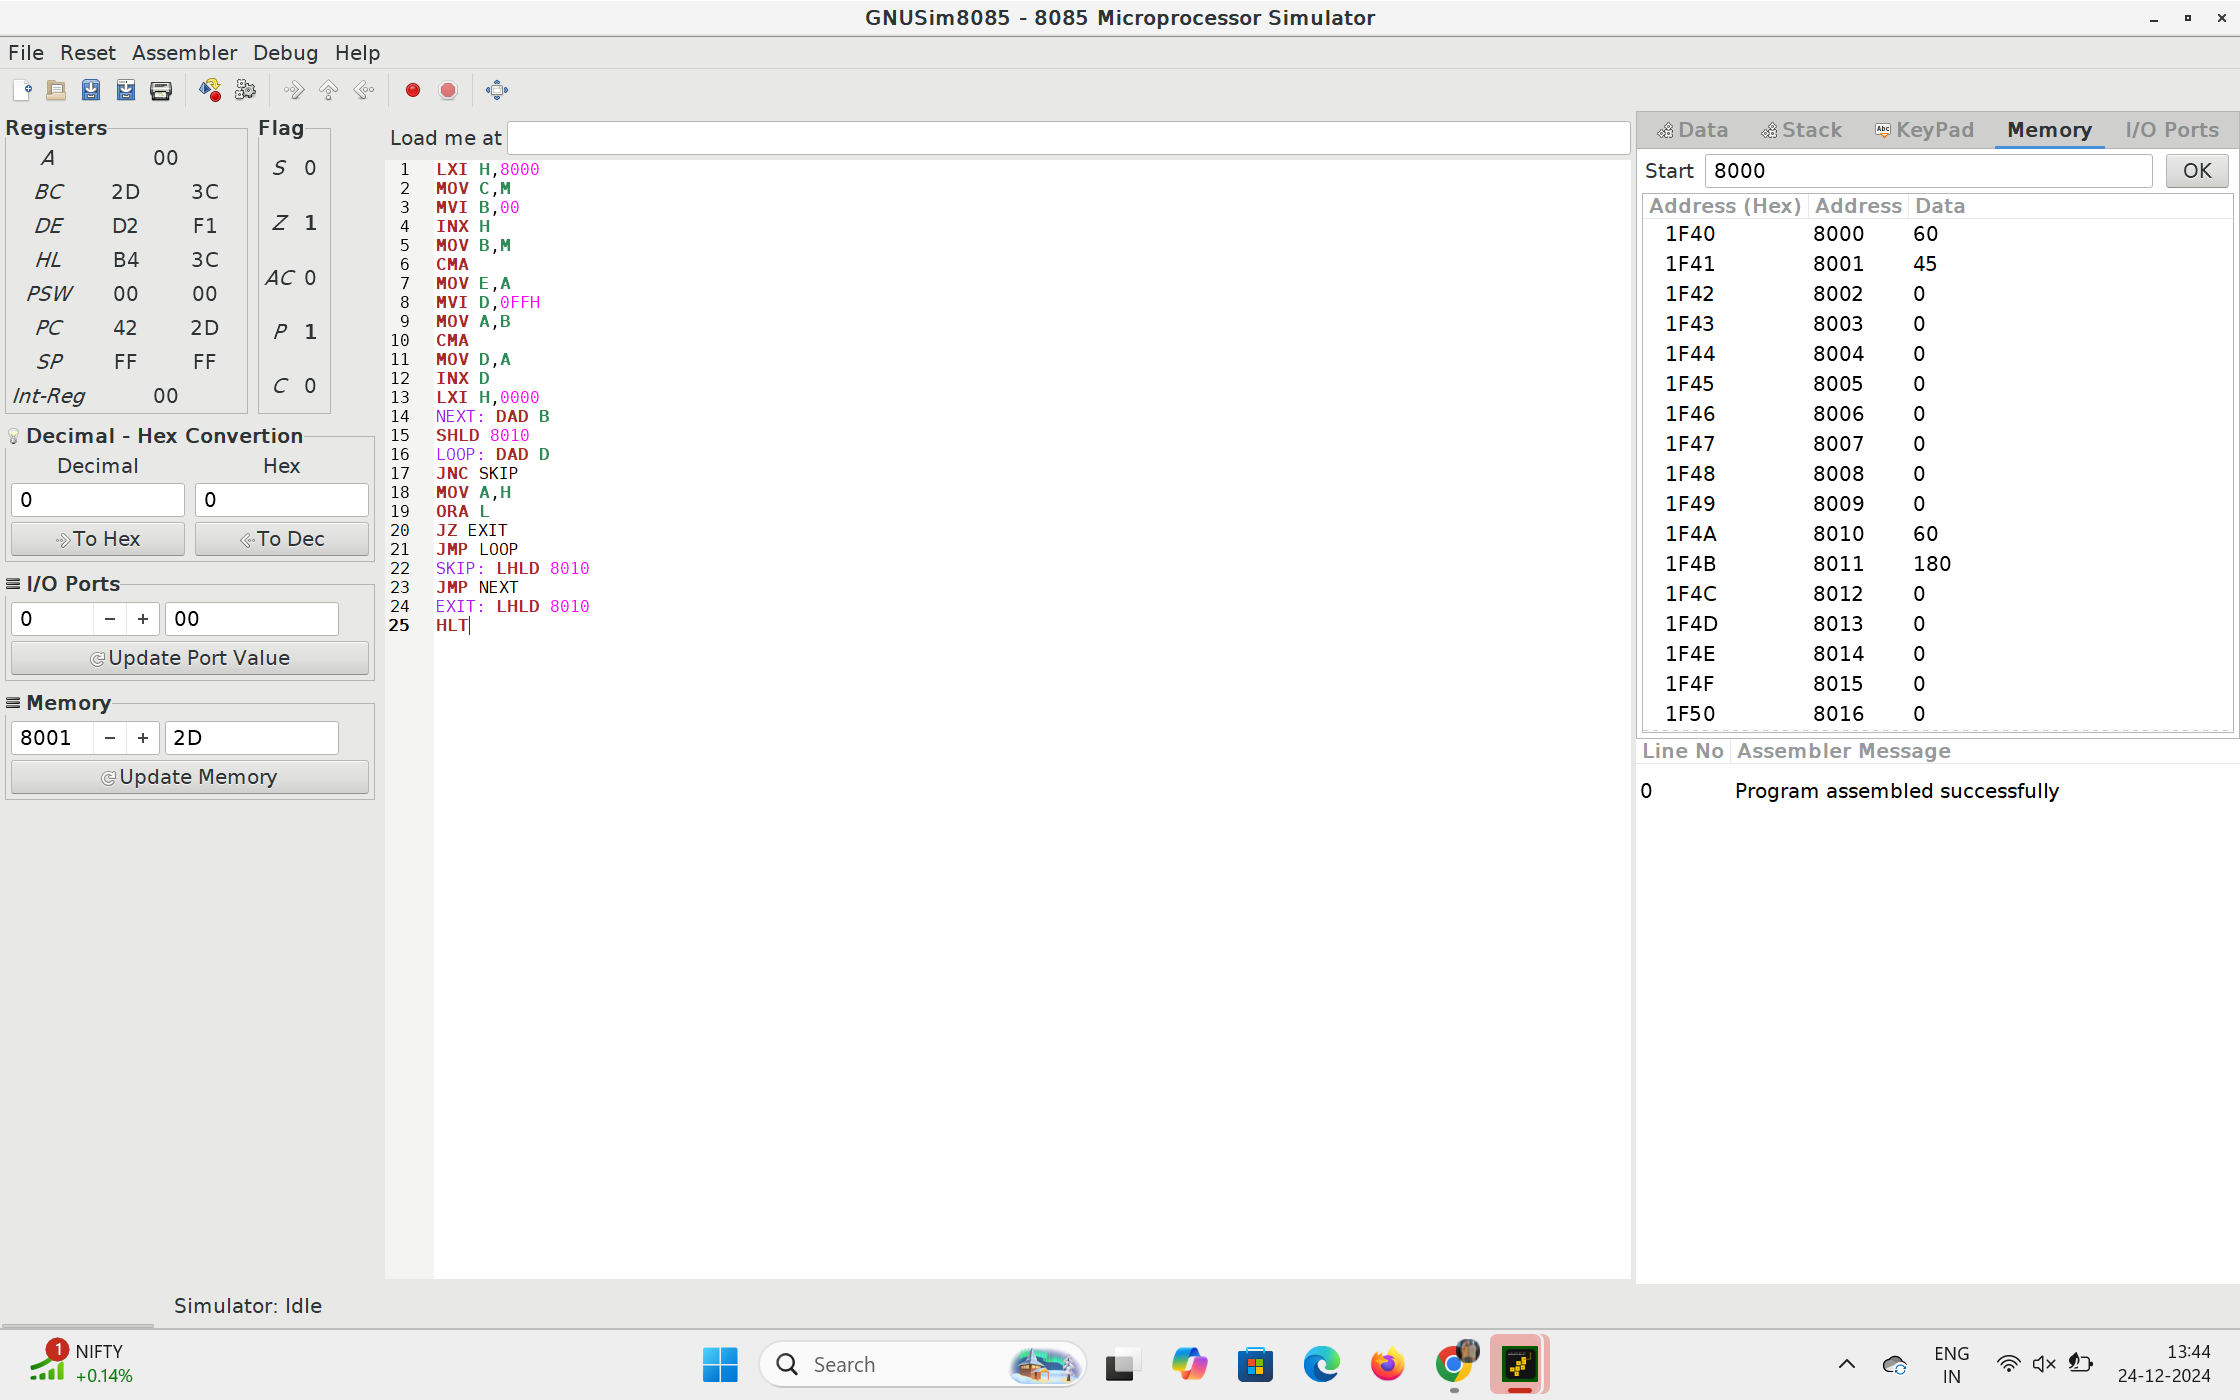 GNUSim8085 - 8085 Microprocessor Simulator
File Reset Assembler Debug Help
Registers
A 00
BC 2D 3C
DE D2 F1
HL B4 3C
PSW 00 00
PC 42 2D
SP FF FF
Int-Reg 00
Flag
S 0
Z 1
AC 0
P 1
C 0
Decimal - Hex Convertion
Decimal Hex
0 0
To Hex To Dec
I/O Ports
0 − + 00
Update Port Value
Memory
8001 − + 2D
Update Memory
Load me at
1 LXI H,8000
2 MOV C,M
3 MVI B,00
4 INX H
5 MOV B,M
6 CMA
7 MOV E,A
8 MVI D,0FFH
9 MOV A,B
10 CMA
11 MOV D,A
12 INX D
13 LXI H,0000
14 NEXT: DAD B
15 SHLD 8010
16 LOOP: DAD D
17 JNC SKIP
18 MOV A,H
19 ORA L
20 JZ EXIT
21 JMP LOOP
22 SKIP: LHLD 8010
23 JMP NEXT
24 EXIT: LHLD 8010
25 HLT
Data Stack KeyPad Memory I/O Ports
Start 8000 OK
Address (Hex) Address Data
1F40 8000 60
1F41 8001 45
1F42 8002 0
1F43 8003 0
1F44 8004 0
1F45 8005 0
1F46 8006 0
1F47 8007 0
1F48 8008 0
1F49 8009 0
1F4A 8010 60
1F4B 8011 180
1F4C 8012 0
1F4D 8013 0
1F4E 8014 0
1F4F 8015 0
1F50 8016 0
Line No Assembler Message
0 Program assembled successfully
Simulator: Idle
1 NIFTY
+0.14%
Search
ENG
IN
13:44
24-12-2024